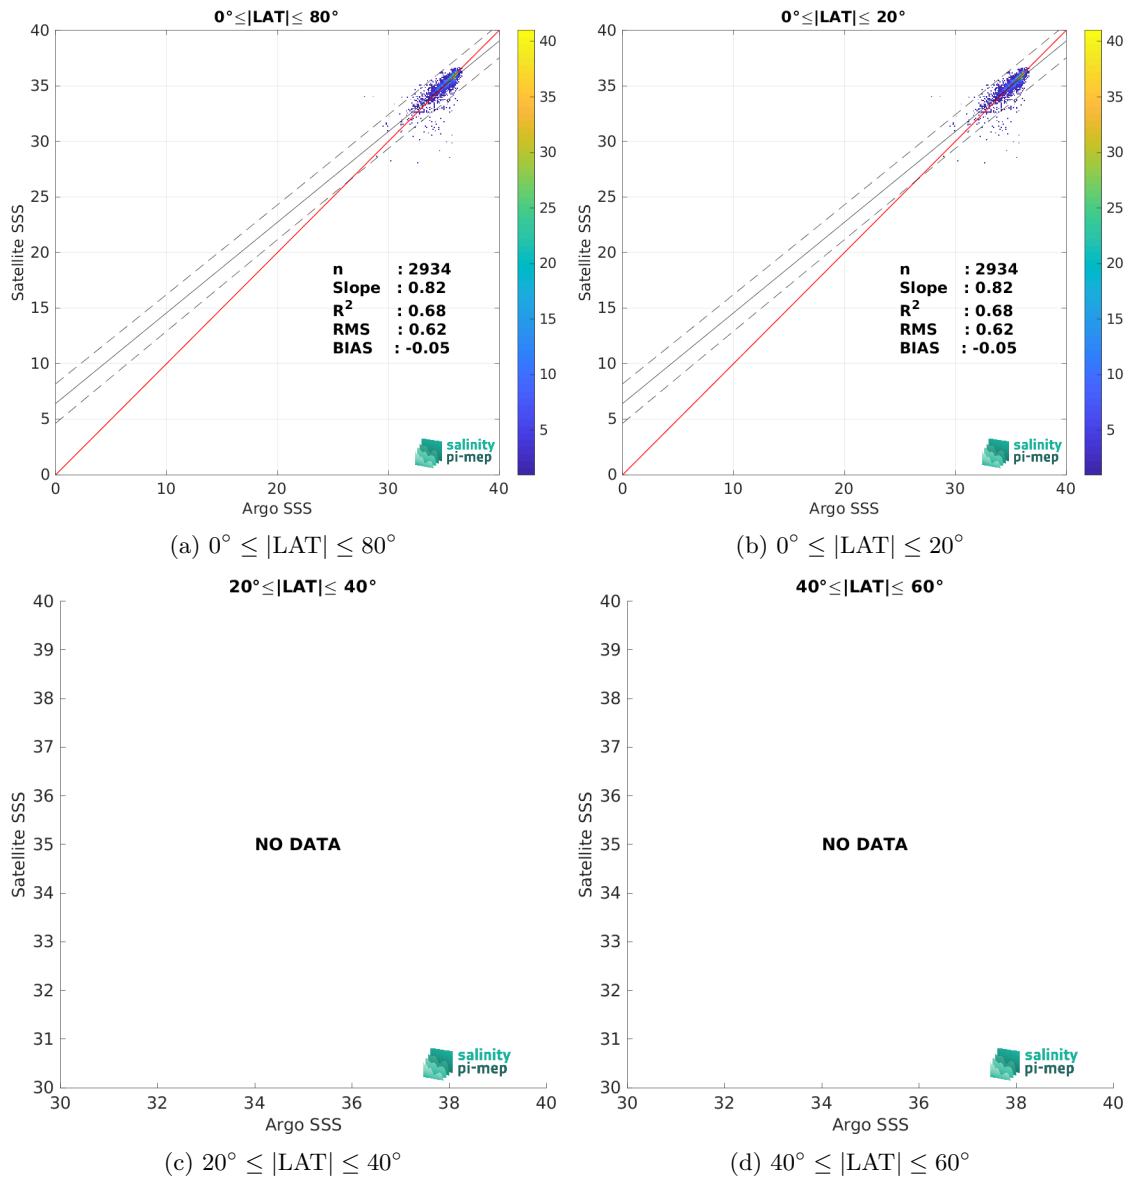 0°≤|LAT|≤ 80°
40
35
30
25
20
15
10
5
0
Satellite SSS
0
10
20
30
40
Argo SSS
n : 2934
Slope : 0.82
R² : 0.68
RMS : 0.62
BIAS : -0.05
salinity
pi-mep
40
35
30
25
20
15
10
5
(a) 0° ≤ |LAT| ≤ 80°
0°≤|LAT|≤ 20°
40
35
30
25
20
15
10
5
0
Satellite SSS
0
10
20
30
40
Argo SSS
n : 2934
Slope : 0.82
R² : 0.68
RMS : 0.62
BIAS : -0.05
salinity
pi-mep
40
35
30
25
20
15
10
5
(b) 0° ≤ |LAT| ≤ 20°
20°≤|LAT|≤ 40°
40
39
38
37
36
35
34
33
32
31
30
Satellite SSS
NO DATA
salinity
pi-mep
30
32
34
36
38
40
Argo SSS
(c) 20° ≤ |LAT| ≤ 40°
40°≤|LAT|≤ 60°
40
39
38
37
36
35
34
33
32
31
30
Satellite SSS
NO DATA
salinity
pi-mep
30
32
34
36
38
40
Argo SSS
(d) 40° ≤ |LAT| ≤ 60°